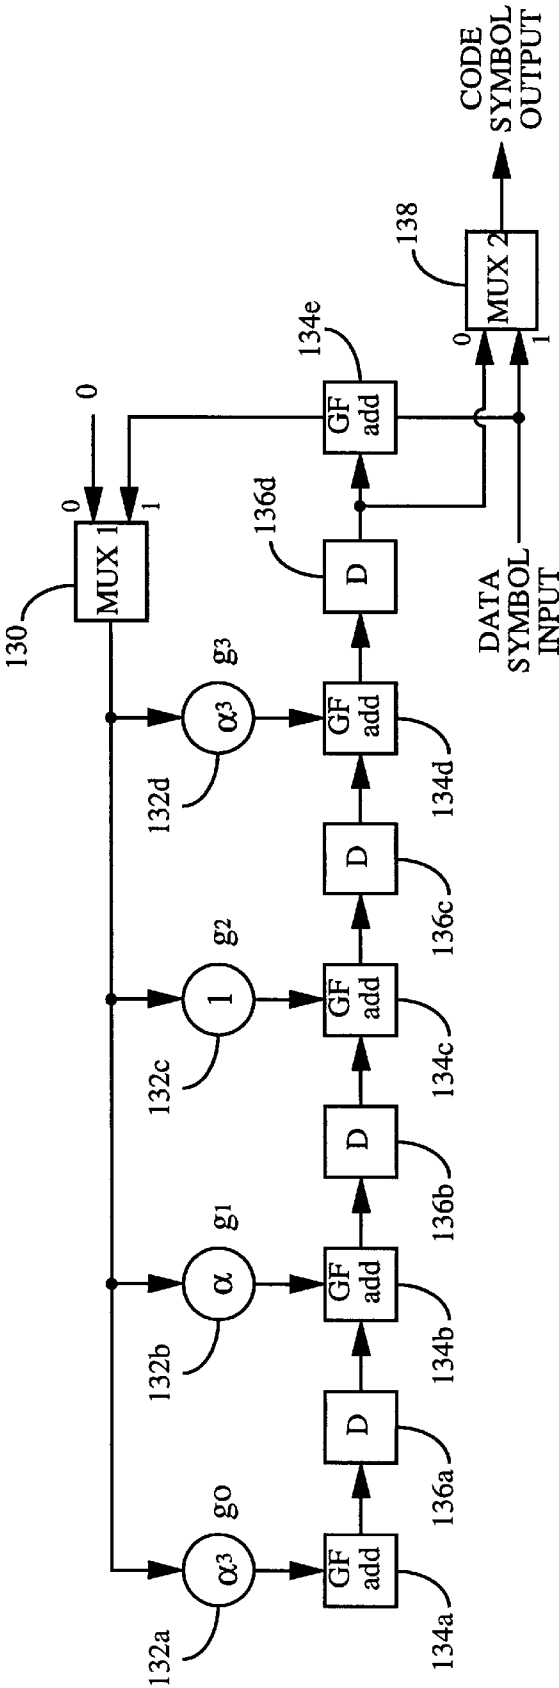 130
MUX 1
0
1
0
132a
α3
g0
132b
α
g1
132c
1
g2
132d
α3
g3
134a
GF
add
136a
D
134b
GF
add
136b
D
134c
GF
add
136c
D
134d
GF
add
136d
D
134e
GF
add
138
MUX 2
0
1
DATA
SYMBOL
INPUT
CODE
SYMBOL
OUTPUT